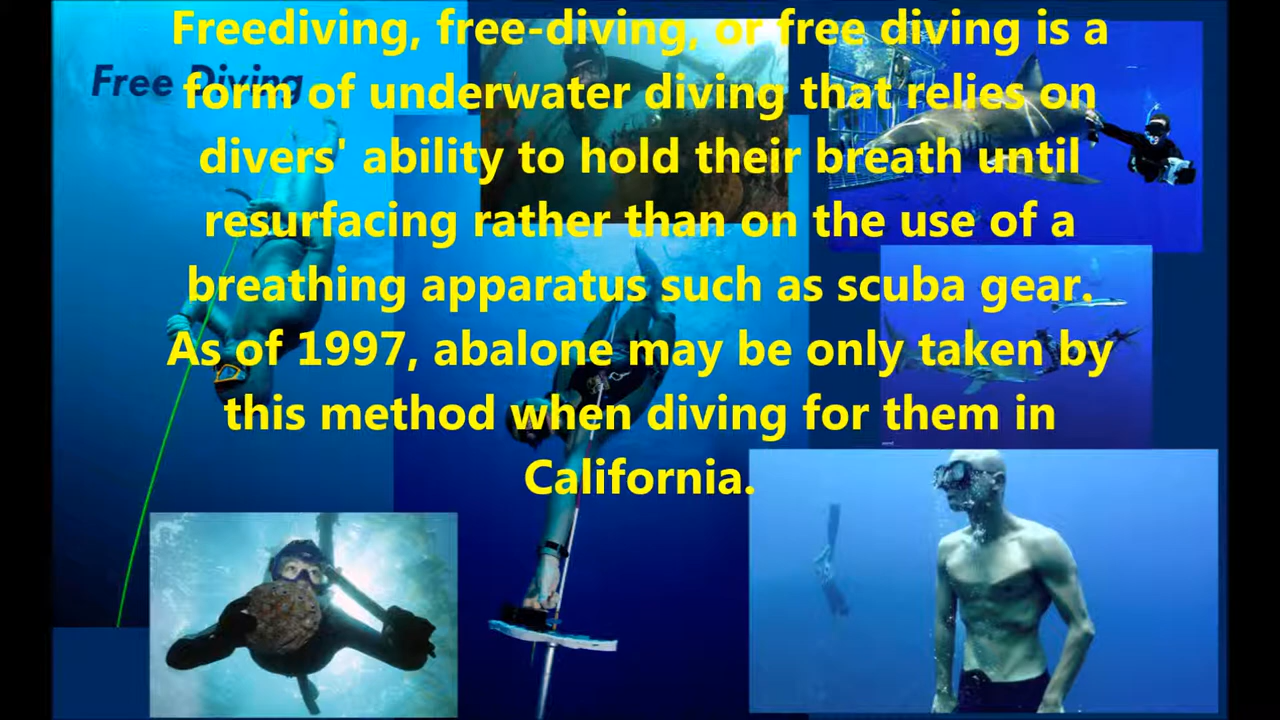 Freediving, free-diving, or free diving is a
Free Diving
form of underwater diving that relies on
divers' ability to hold their breath until
resurfacing rather than on the use of a
breathing apparatus such as scuba gear.
As of 1997, abalone may be only taken by
this method when diving for them in
California.